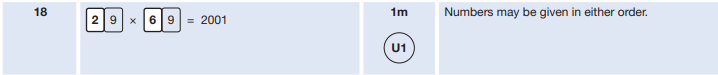 18
2 9 × 6 9 = 2001
1m
U1
Numbers may be given in either order.